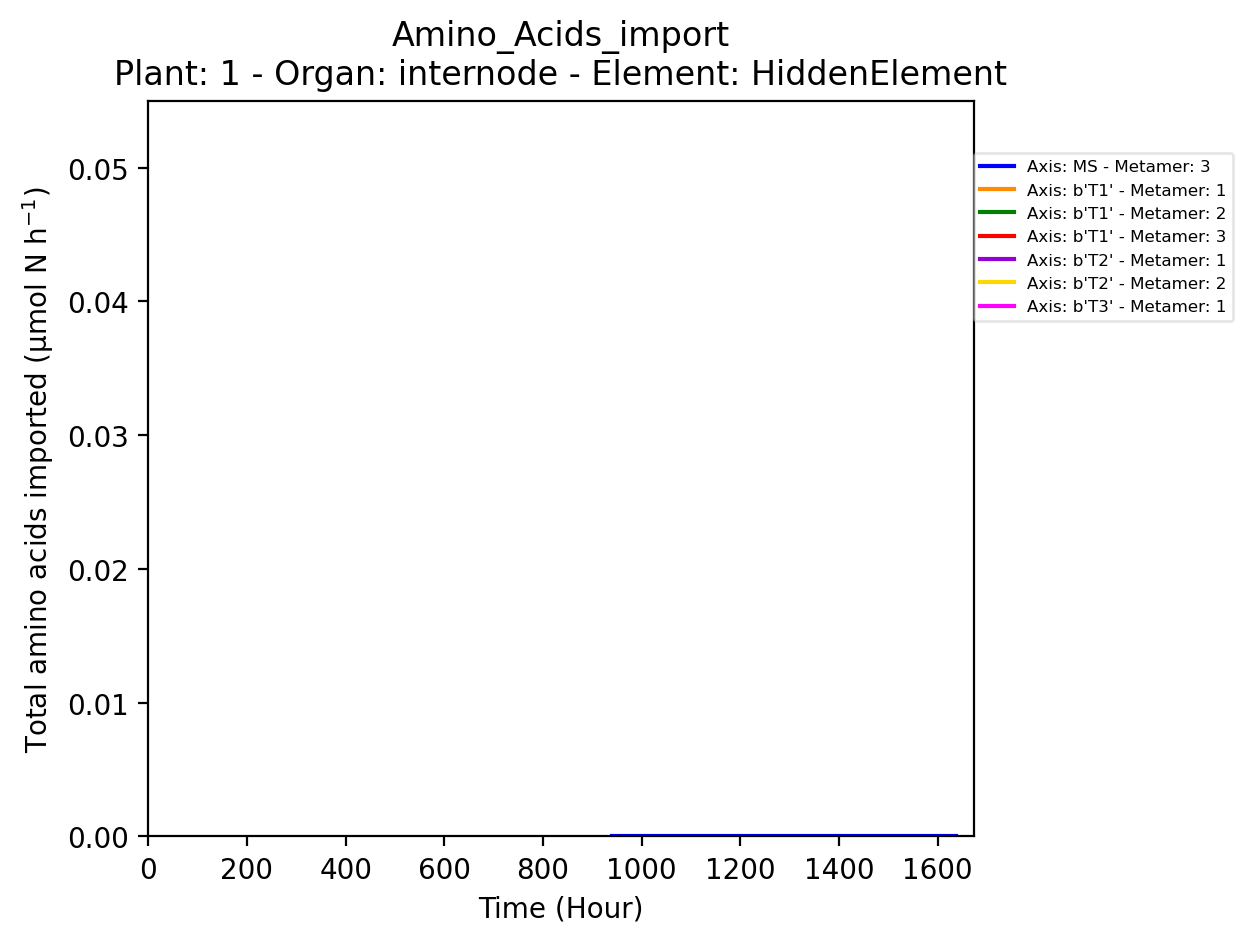 Amino_Acids_import
Plant: 1 - Organ: internode - Element: HiddenElement
Total amino acids imported (µmol N h⁻¹)
0.05
0.04
0.03
0.02
0.01
0.00
0 200 400 600 800 1000 1200 1400 1600
Time (Hour)
Axis: MS - Metamer: 3
Axis: b'T1' - Metamer: 1
Axis: b'T1' - Metamer: 2
Axis: b'T1' - Metamer: 3
Axis: b'T2' - Metamer: 1
Axis: b'T2' - Metamer: 2
Axis: b'T3' - Metamer: 1